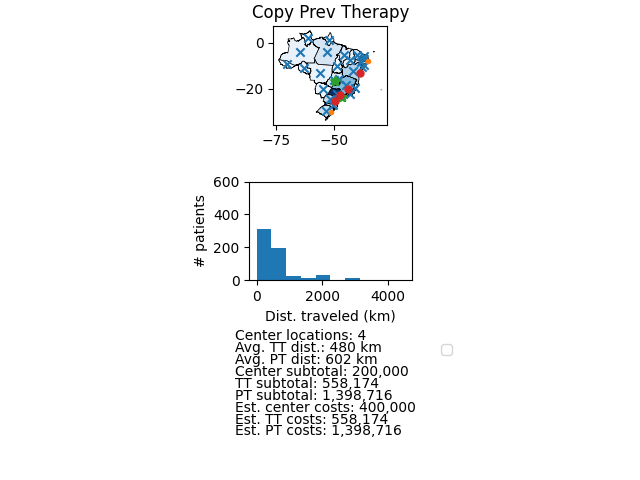 Copy Prev Therapy
0
−20
−75
−50
600
400
200
0
# patients
0
2000
4000
Dist. traveled (km)
Center locations: 4
Avg. TT dist.: 480 km
Avg. PT dist: 602 km
Center subtotal: 200,000
TT subtotal: 558,174
PT subtotal: 1,398,716
Est. center costs: 400,000
Est. TT costs: 558,174
Est. PT costs: 1,398,716